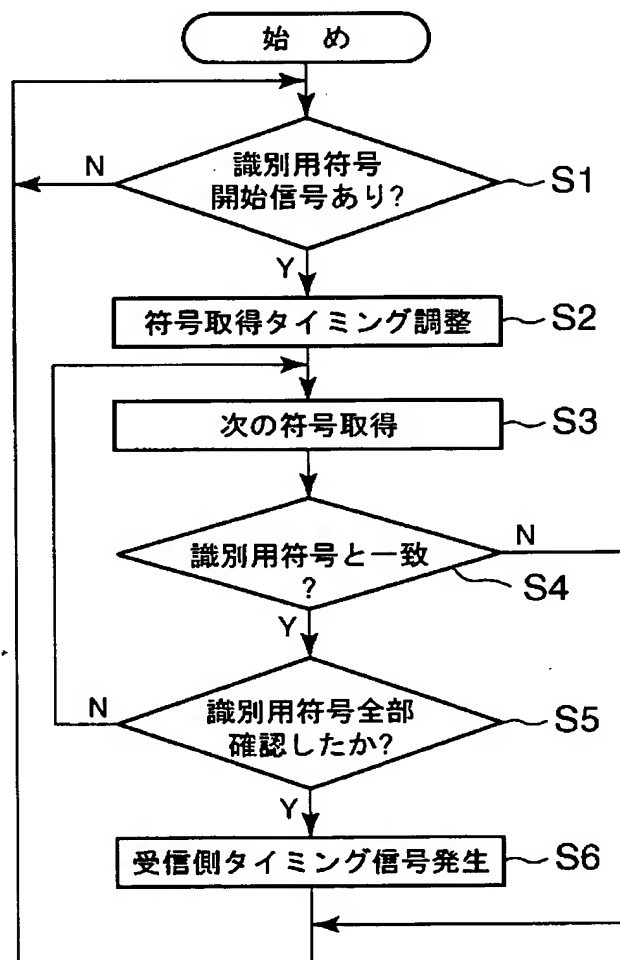 始 め
識別用符号
開始信号あり?
N
S1
Y
符号取得タイミング調整
S2
次の符号取得
S3
識別用符号と一致
?
N
S4
Y
識別用符号全部
確認したか?
N
S5
Y
受信側タイミング信号発生
S6